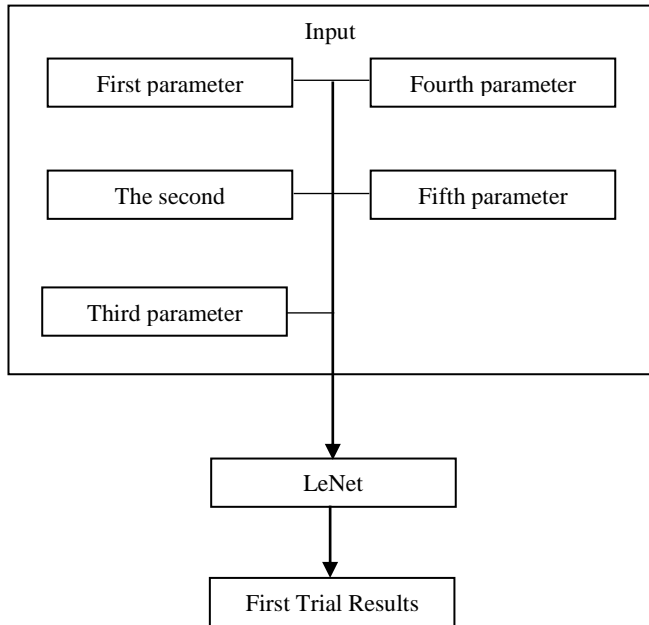 Input
First parameter
Fourth parameter
The second
Fifth parameter
Third parameter
LeNet
First Trial Results